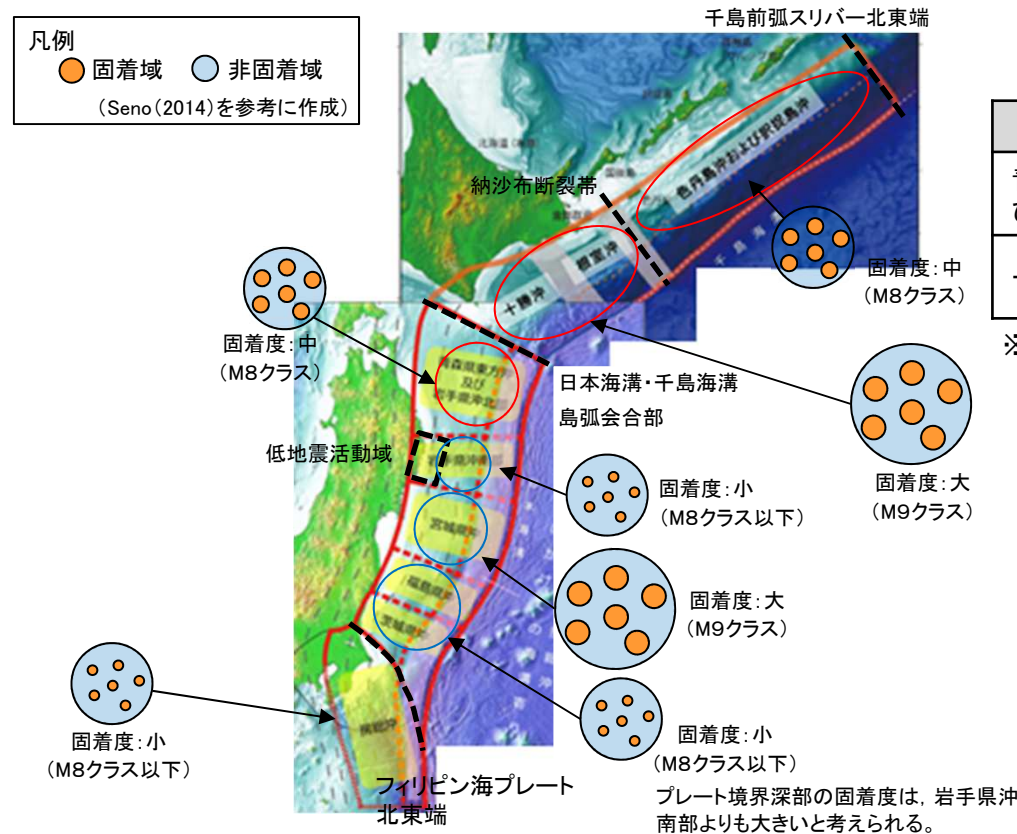 千島前弧スリバー北東端
凡例
固着域 非固着域
(Seno(2014)を参考に作成)
色丹島沖および択捉島沖
納沙布断裂帯
千島海溝
根室沖
十勝沖
固着度:中
(M8クラス)
固着度:中
(M8クラス)
青森県東方沖
及び
岩手県沖北部
日本海溝・千島海溝
島弧会合部
低地震活動域
岩手県沖南部
固着度:大
(M9クラス)
固着度:小
(M8クラス以下)
宮城県沖
固着度:大
(M9クラス)
福島県沖
茨城県沖
固着度:小
(M8クラス以下)
房総沖
固着度:小
(M8クラス以下)
フィリピン海プレート
北東端
プレート境界深部の固着度は, 岩手県沖
南部よりも大きいと考えられる。
※